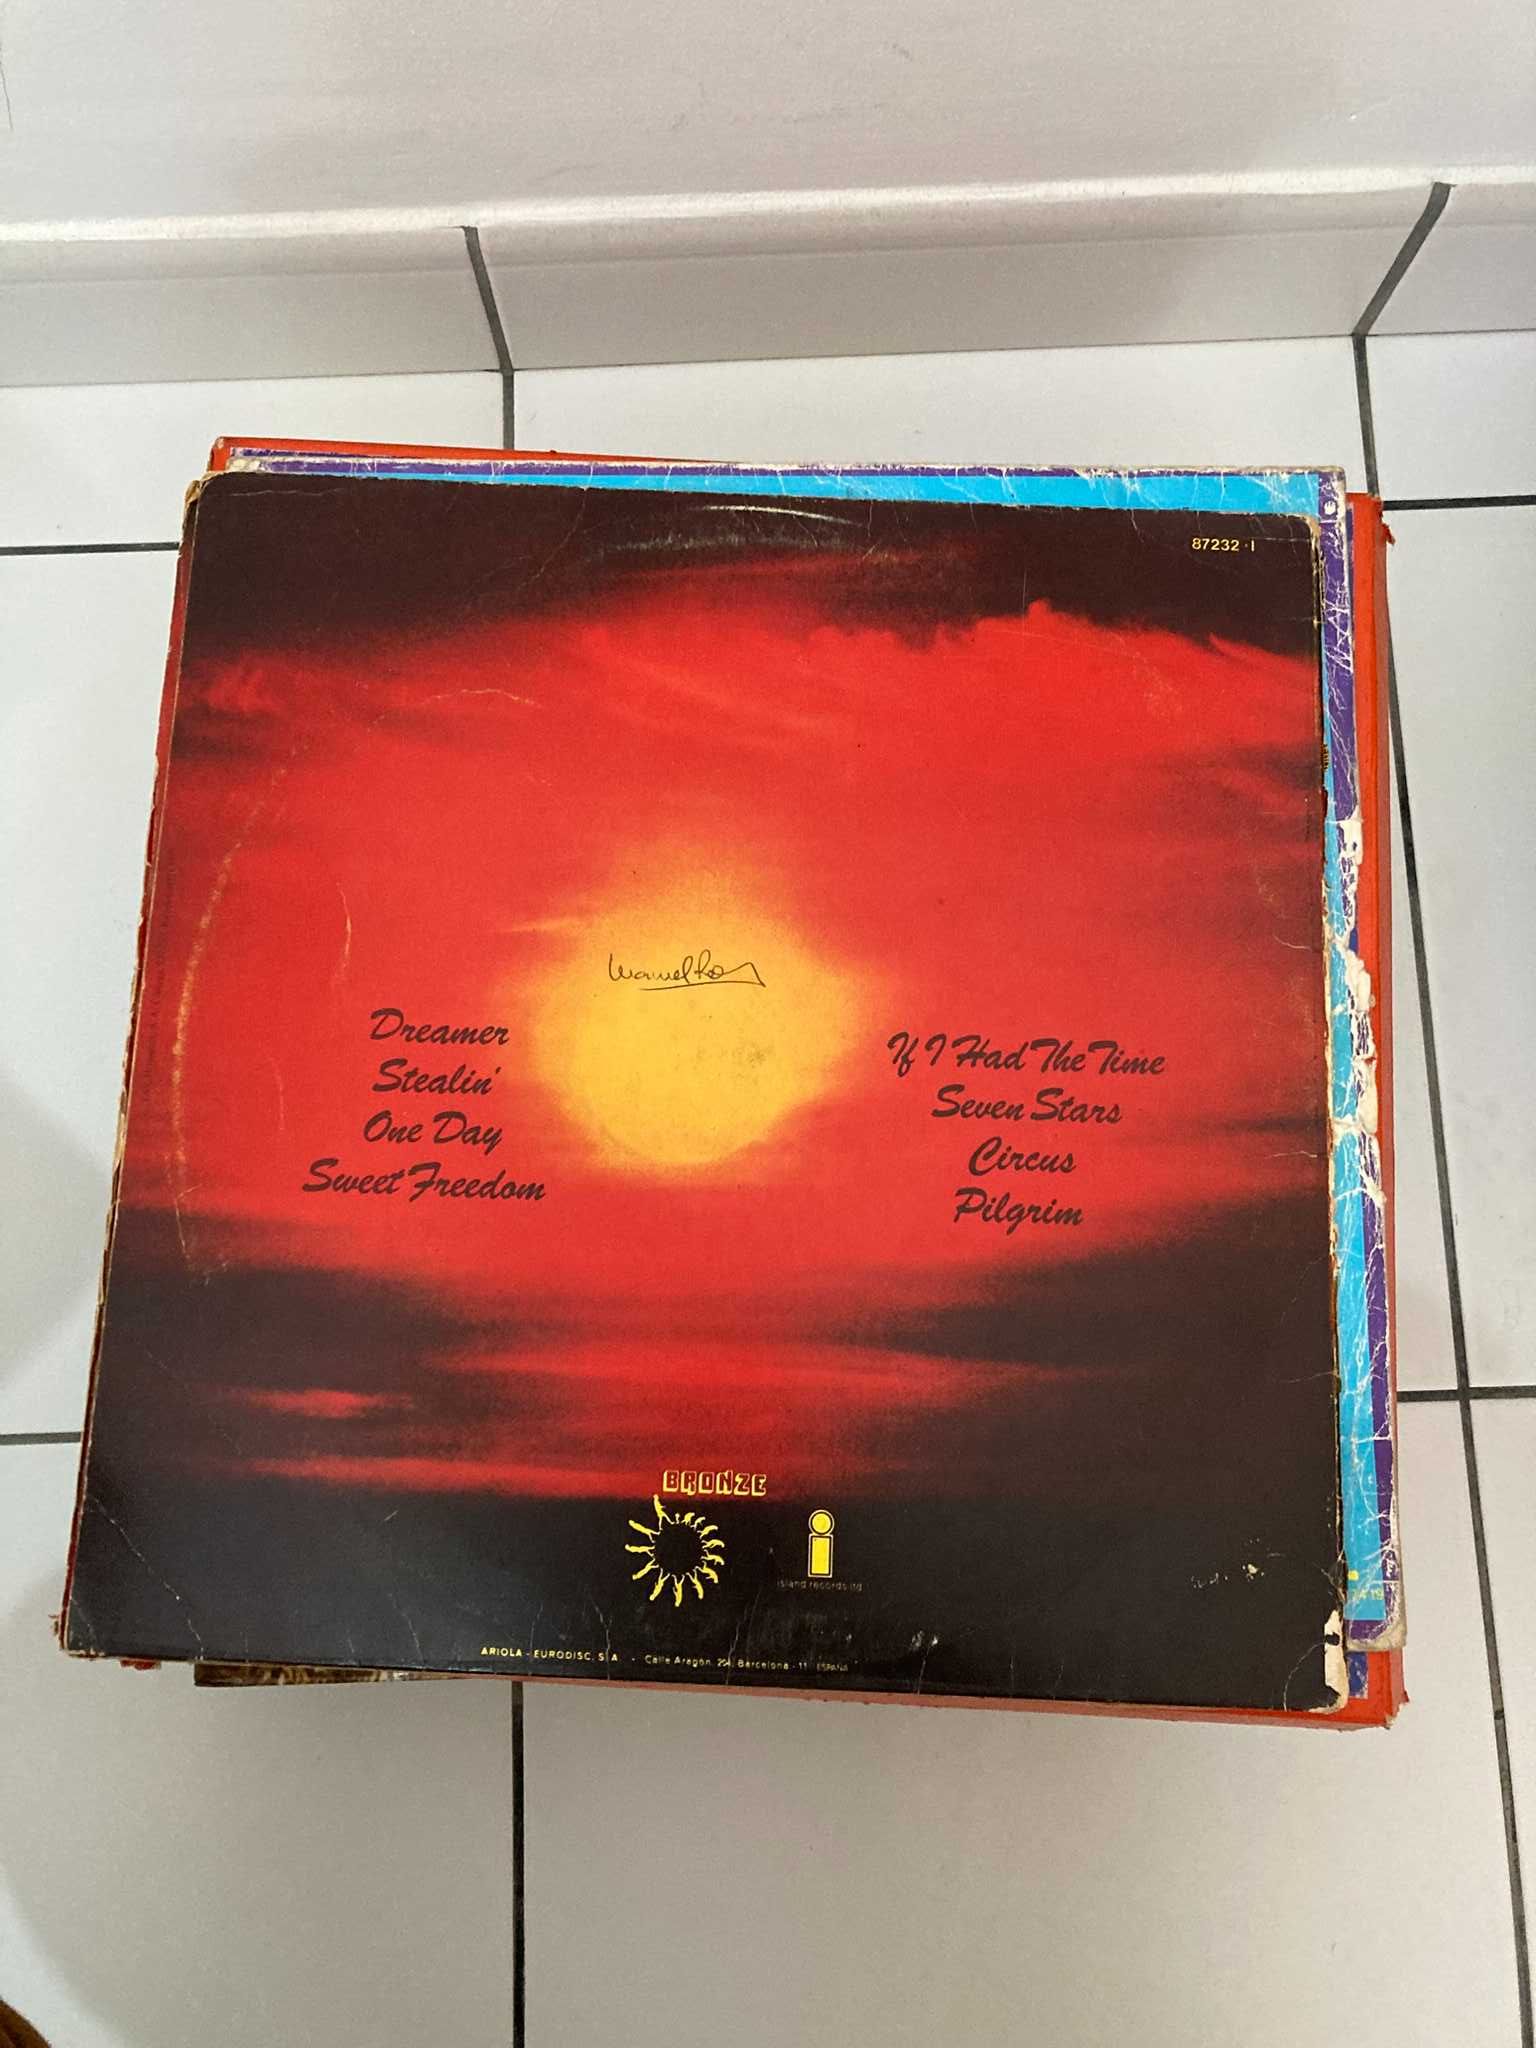 87232 · I
Dreamer
Stealin'
One Day
Sweet Freedom
If I Had The Time
Seven Stars
Circus
Pilgrim
BRONZE
i
island records ltd
ARIOLA - EURODISC, S.A. - Calle Aragón, 204, Barcelona - 11 ESPAÑA